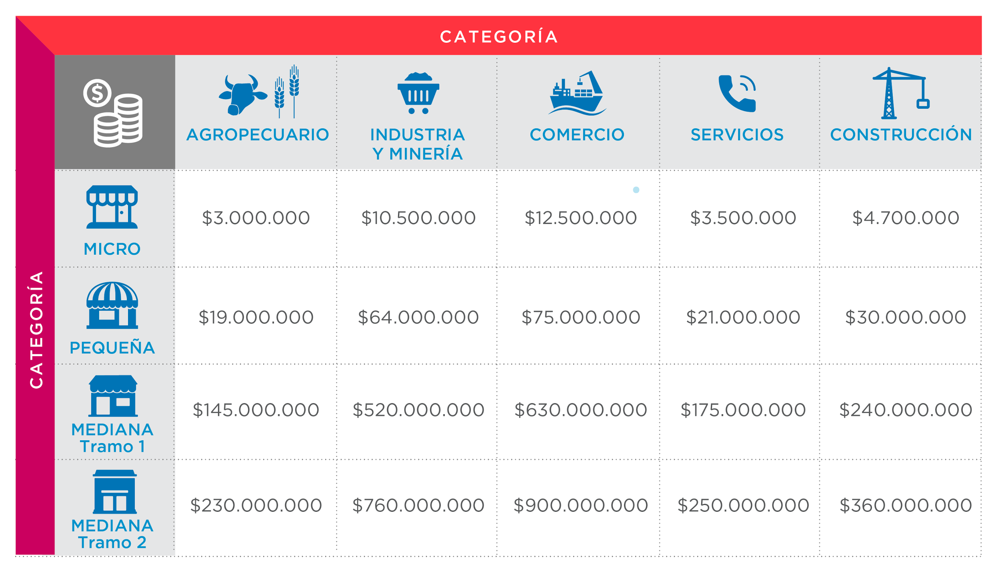 CATEGORÍA
$
AGROPECUARIO
INDUSTRIA
Y MINERÍA
COMERCIO
SERVICIOS
CONSTRUCCIÓN
CATEGORÍA
MICRO
$3.000.000
$10.500.000
$12.500.000
$3.500.000
$4.700.000
PEQUEÑA
$19.000.000
$64.000.000
$75.000.000
$21.000.000
$30.000.000
MEDIANA
Tramo 1
$145.000.000
$520.000.000
$630.000.000
$175.000.000
$240.000.000
MEDIANA
Tramo 2
$230.000.000
$760.000.000
$900.000.000
$250.000.000
$360.000.000